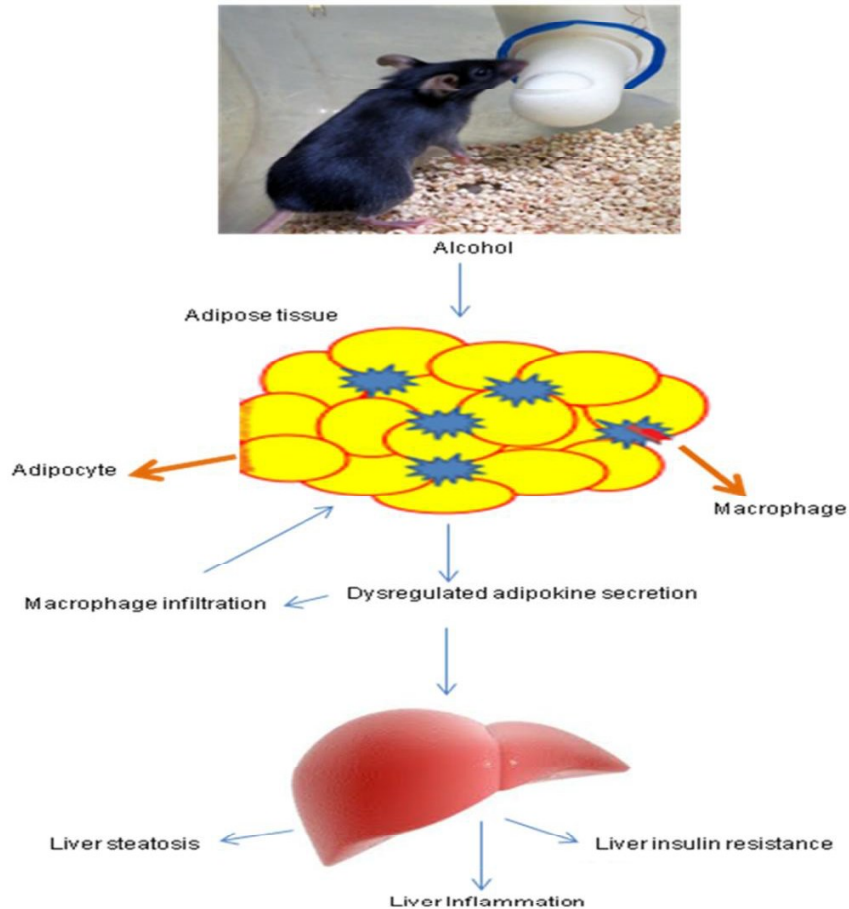 Alcohol
Adipose tissue
Adipocyte
Macrophage
Macrophage infiltration
Dysregulated adipokine secretion
Liver steatosis
Liver insulin resistance
Liver Inflammation